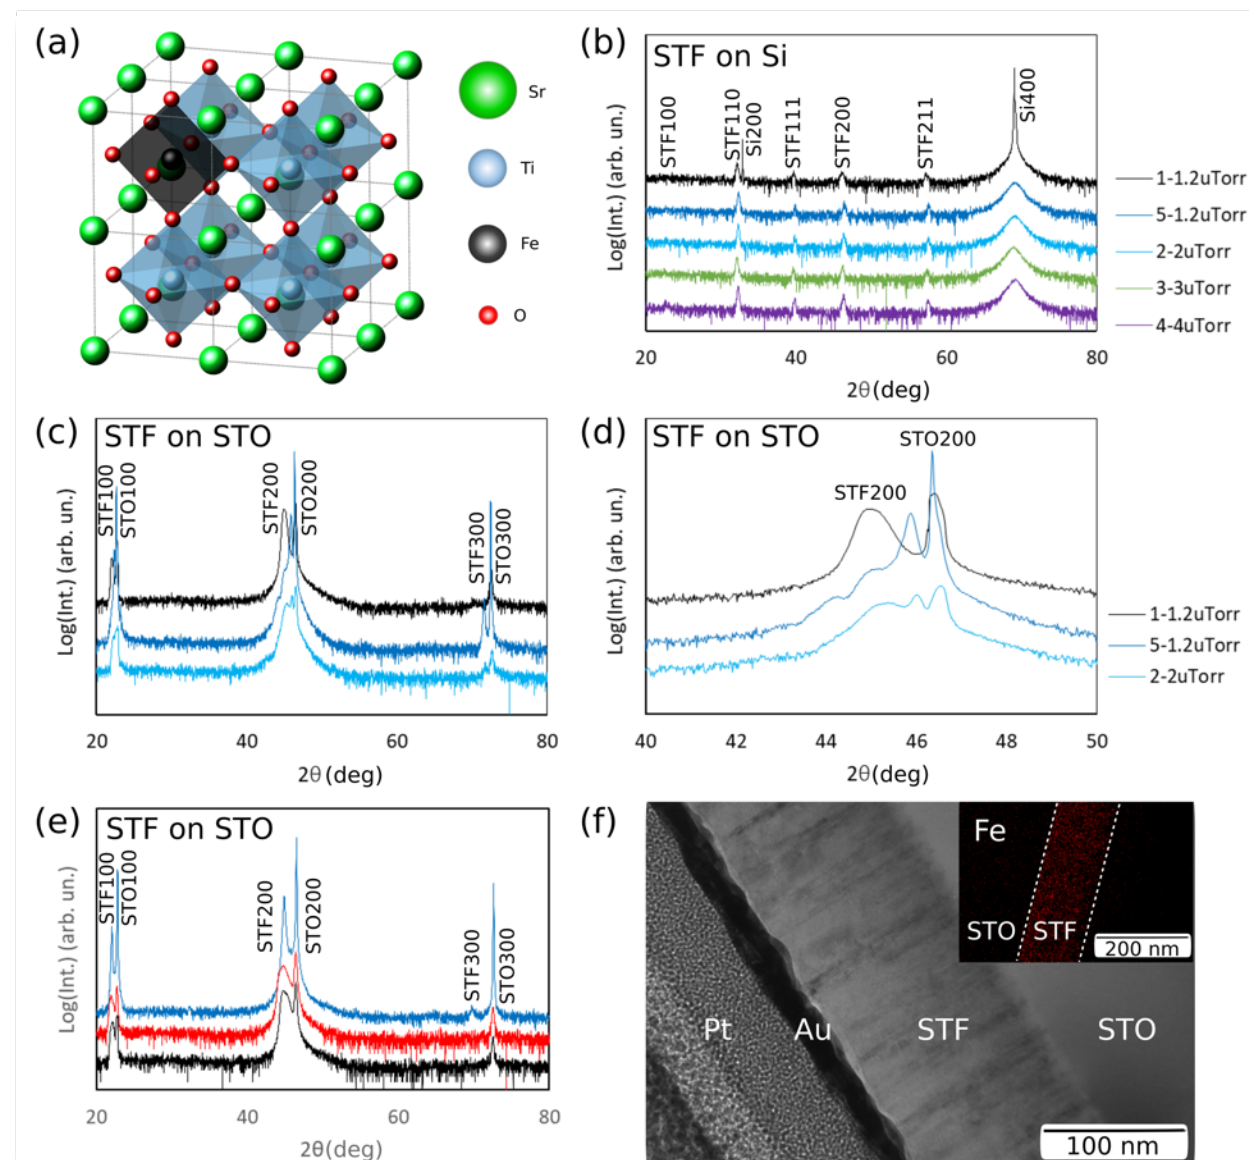 (a)
Sr
Ti
Fe
O
(b)
STF on Si
STF100
STF110
Si200
STF111
STF200
STF211
Si400
Log(Int.) (arb. un.)
1-1.2uTorr
5-1.2uTorr
2-2uTorr
3-3uTorr
4-4uTorr
20 40 60 80
2θ(deg)
(c)
STF on STO
STF100
STO100
STF200
STO200
STF300
STO300
Log(Int.) (arb. un.)
20 40 60 80
2θ(deg)
(d)
STF on STO
STO200
STF200
Log(Int.) (arb. un.)
1-1.2uTorr
5-1.2uTorr
2-2uTorr
40 42 44 46 48 50
2θ(deg)
(e)
STF on STO
STF100
STO100
STF200
STO200
STF300
STO300
Log(Int.) (arb. un.)
20 40 60 80
2θ(deg)
(f)
Fe
STO STF
200 nm
Pt Au STF STO
100 nm